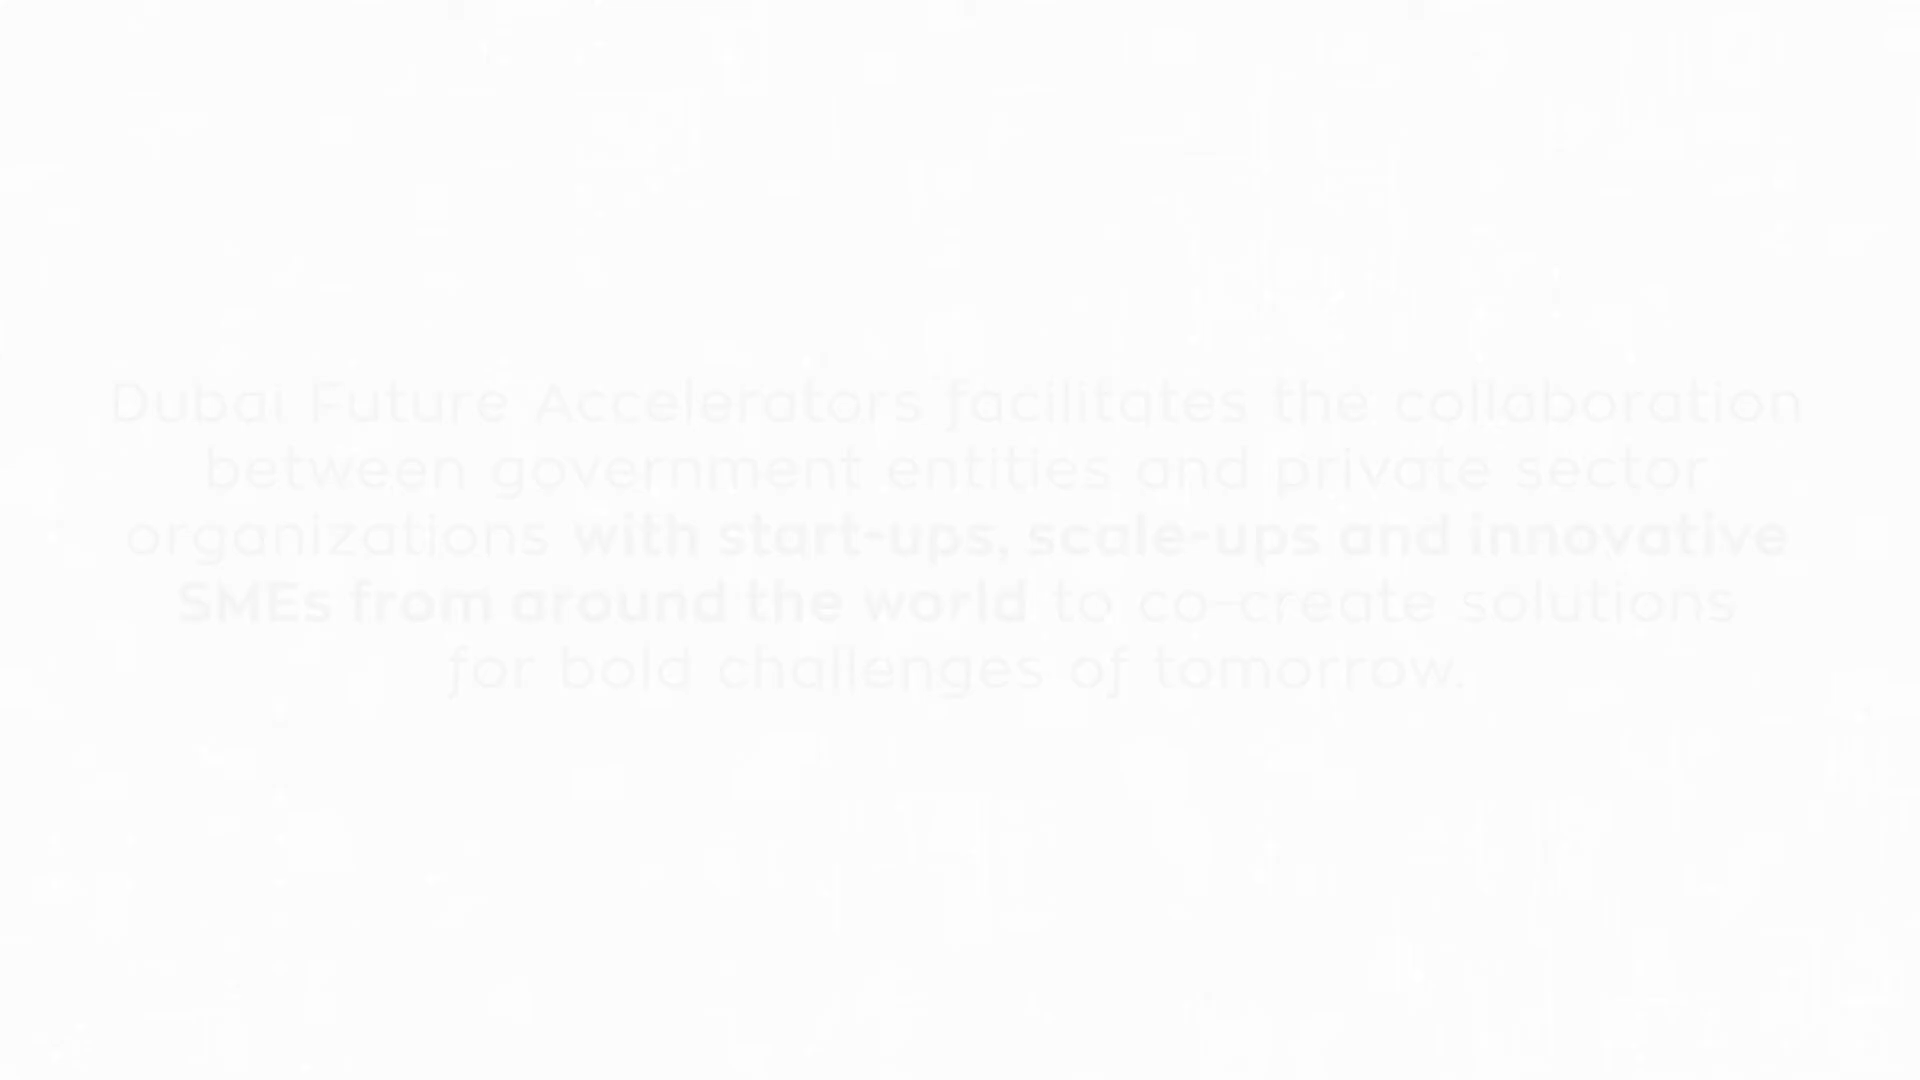 Dubai Future Accelerators facilitates the collaboration
between government entities and private sector
organizations with start-ups, scale-ups and innovative
SMEs from around the world to co-create solutions
for bold challenges of tomorrow.